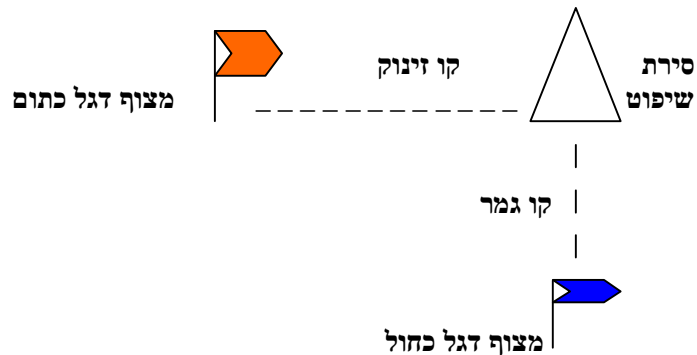 קו זינוק
סירת
שיפוט
מצוף דגל כתום
קו גמר
מצוף דגל כחול